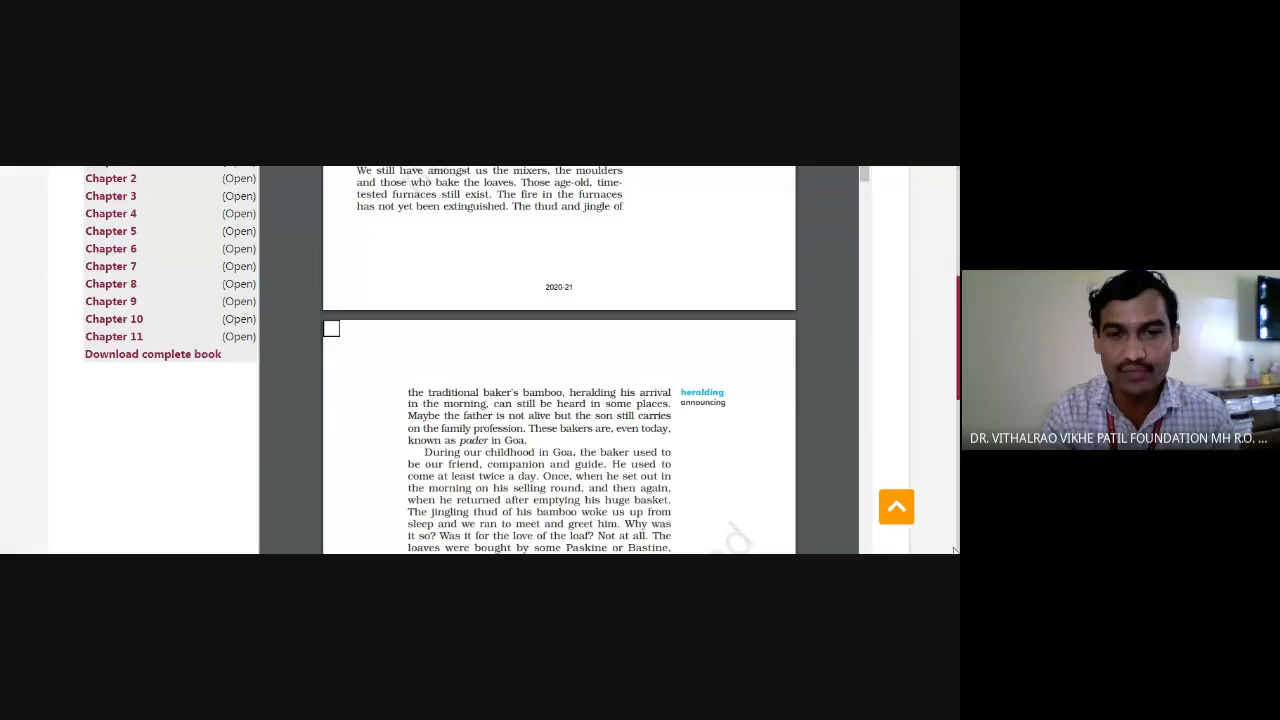 We still have amongst us the mixers, the moulders
and those who bake the loaves. Those age-old, time-
tested furnaces still exist. The fire in the furnaces
has not yet been extinguished. The thud and jingle of
2020-21
Chapter 2 (Open)
Chapter 3 (Open)
Chapter 4 (Open)
Chapter 5 (Open)
Chapter 6 (Open)
Chapter 7 (Open)
Chapter 8 (Open)
Chapter 9 (Open)
Chapter 10 (Open)
Chapter 11 (Open)
Download complete book
the traditional baker's bamboo, heralding his arrival
in the morning, can still be heard in some places.
Maybe the father is not alive but the son still carries
on the family profession. These bakers are, even today,
known as pader in Goa.
During our childhood in Goa, the baker used to
be our friend, companion and guide. He used to
come at least twice a day. Once, when he set out in
the morning on his selling round, and then again,
when he returned after emptying his huge basket.
The jingling thud of his bamboo woke us up from
sleep and we ran to meet and greet him. Why was
it so? Was it for the love of the loaf? Not at all. The
loaves were bought by some Paskine or Bastine,
heralding
announcing
DR. VITHALRAO VIKHE PATIL FOUNDATION MH R.O. ...